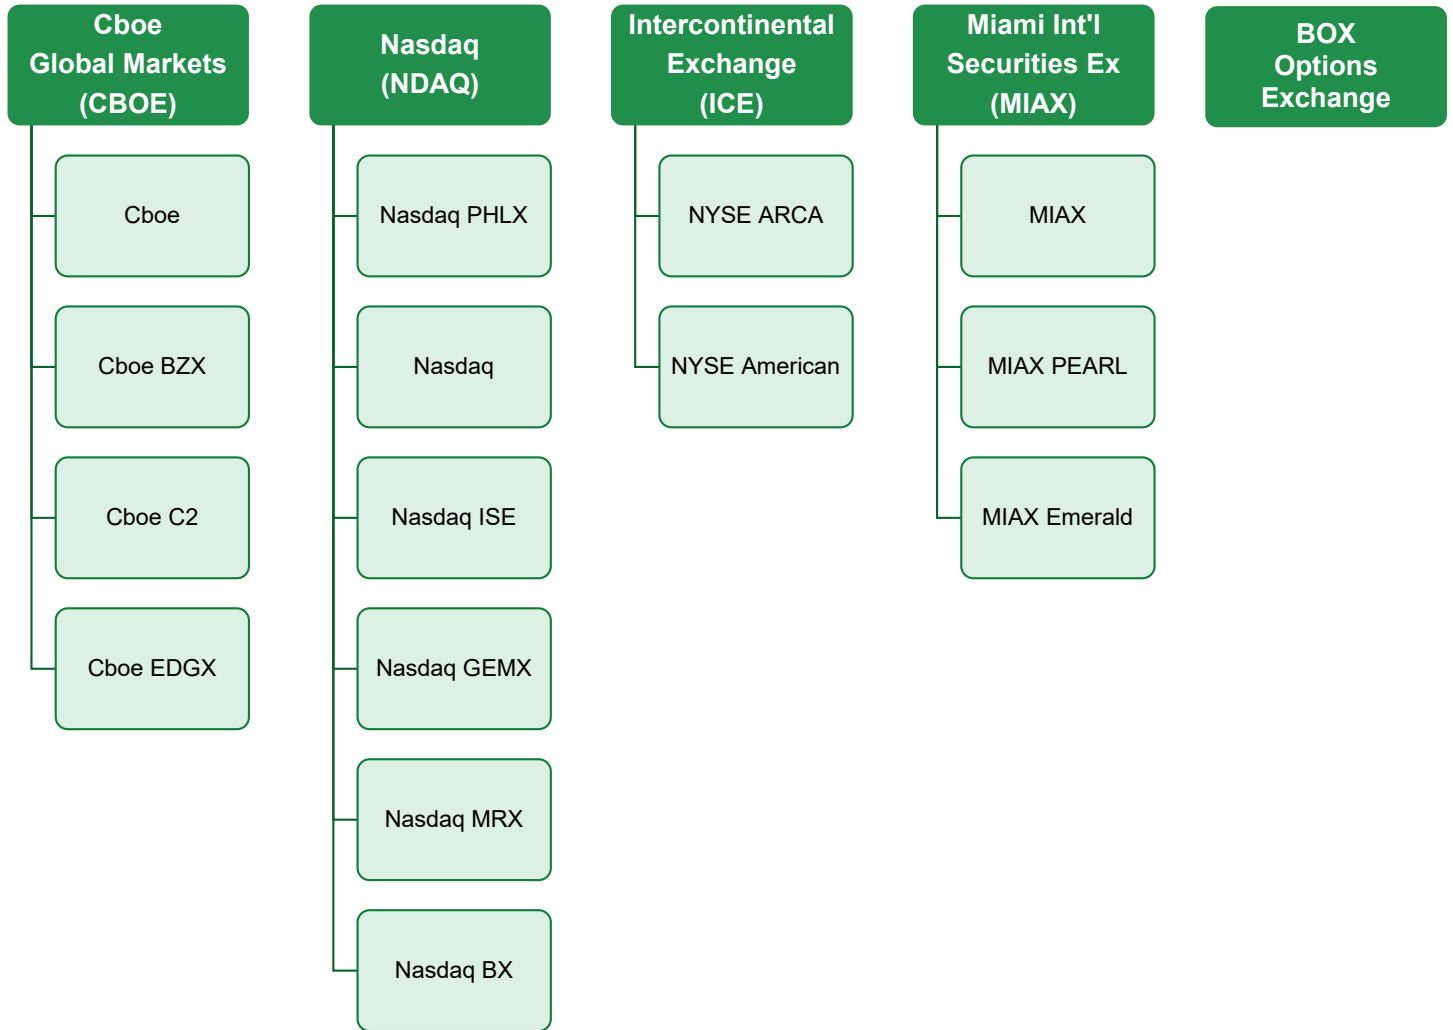 Cboe
Global Markets
(CBOE)
Cboe
Cboe BZX
Cboe C2
Cboe EDGX
Nasdaq
(NDAQ)
Nasdaq PHLX
Nasdaq
Nasdaq ISE
Nasdaq GEMX
Nasdaq MRX
Nasdaq BX
Intercontinental
Exchange
(ICE)
NYSE ARCA
NYSE American
Miami Int'l
Securities Ex
(MIAX)
MIAX
MIAX PEARL
MIAX Emerald
BOX
Options
Exchange